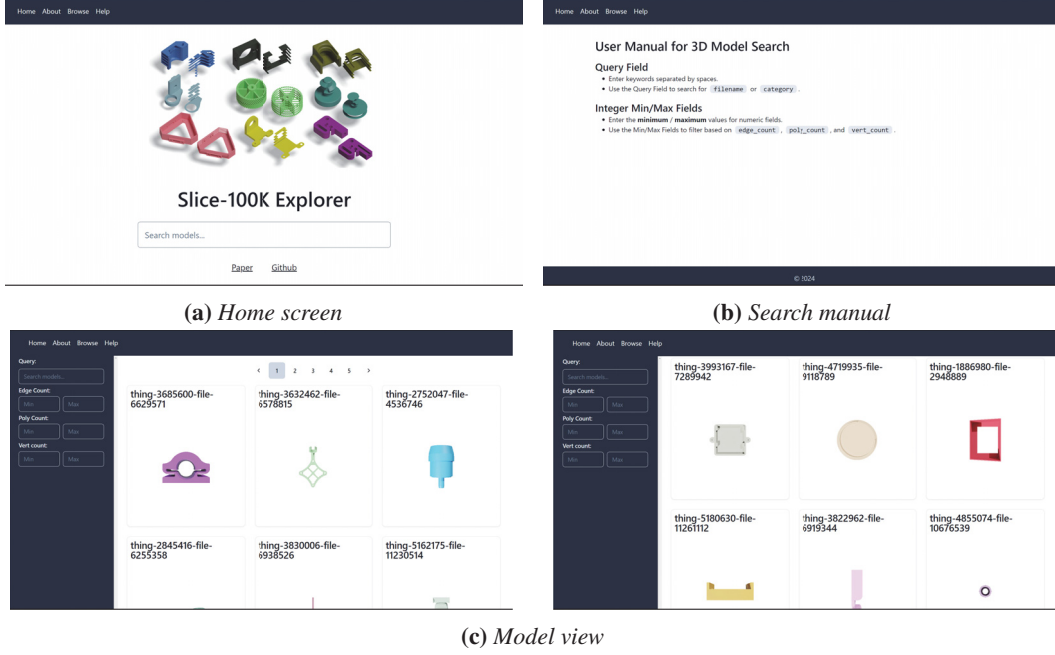 Home About Browse Help
Slice-100K Explorer
Search models...
Paper Github
(a) Home screen
Home About Browse Help
User Manual for 3D Model Search
Query Field
• Enter keywords separated by spaces.
• Use the Query Field to search for filename or category .
Integer Min/Max Fields
• Enter the minimum / maximum values for numeric fields.
• Use the Min/Max Fields to filter based on edge_count , poly_count , and vert_count .
© 2024
(b) Search manual
Home About Browse Help
Query:
Search models...
Edge Count:
Min Max
Poly Count:
Min Max
Vert count:
Min Max
‹ 1 2 3 4 5 ›
thing-3685600-file-
6629571
thing-3632462-file-
6578815
thing-2752047-file-
4536746
thing-2845416-file-
6255358
thing-3830006-file-
6938526
thing-5162175-file-
11230514
Home About Browse Help
Query:
Search models...
Edge Count:
Min Max
Poly Count:
Min Max
Vert count:
Min Max
thing-3993167-file-
7289942
thing-4719935-file-
9118789
thing-1886980-file-
2948889
thing-5180630-file-
11261112
thing-3822962-file-
6919344
thing-4855074-file-
10676539
(c) Model view